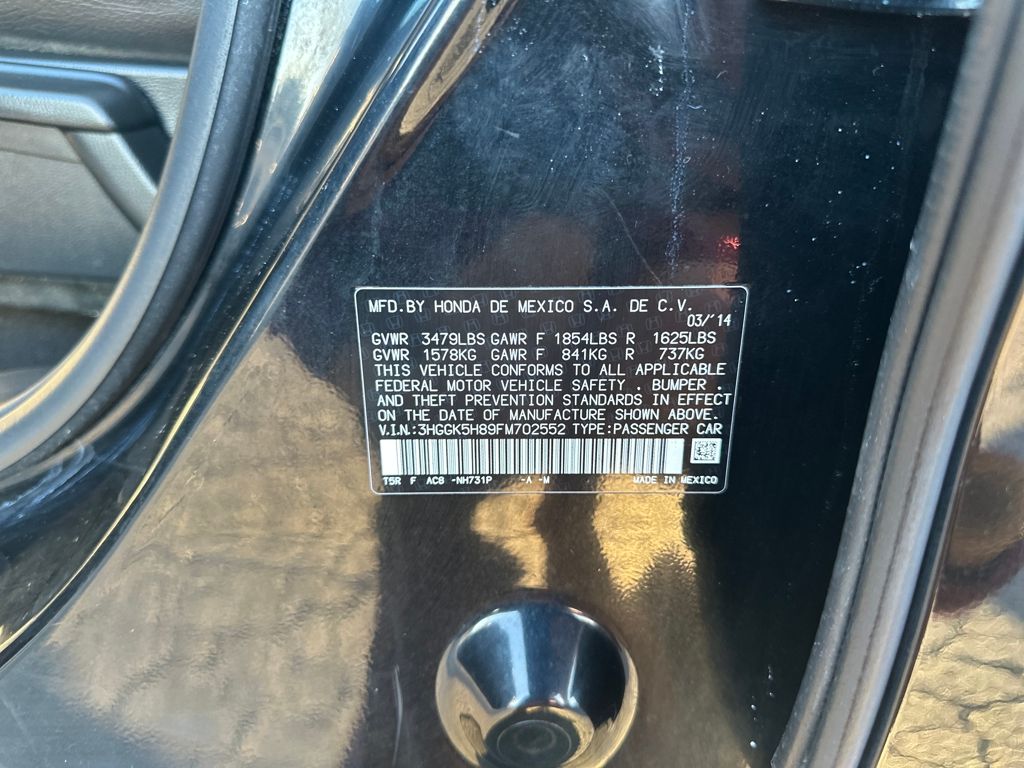 MFD.BY HONDA DE MEXICO S.A. DE C.V.
03/'14
GVWR 3479LBS GAWR F 1854LBS R 1625LBS
GVWR 1578KG GAWR F 841KG R 737KG
THIS VEHICLE CONFORMS TO ALL APPLICABLE
FEDERAL MOTOR VEHICLE SAFETY . BUMPER .
AND THEFT PREVENTION STANDARDS IN EFFECT
ON THE DATE OF MANUFACTURE SHOWN ABOVE.
V.I.N:3HGGK5H89FM702552 TYPE:PASSENGER CAR
T5R F AC8 -NH731P -A -M MADE IN MEXICO